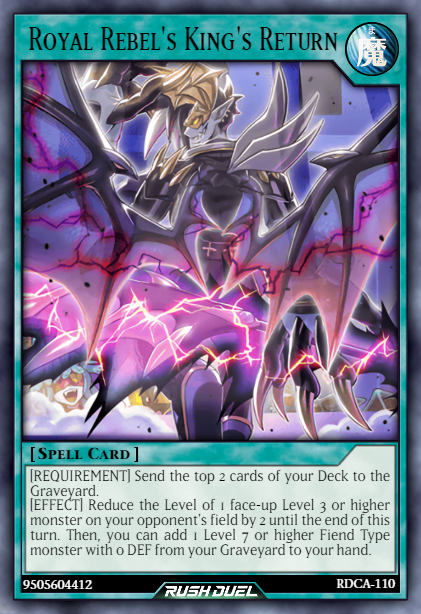 Royal Rebel's King's Return
ま
魔
[Spell Card]
[REQUIREMENT] Send the top 2 cards of your Deck to the
Graveyard.
[EFFECT] Reduce the Level of 1 face-up Level 3 or higher
monster on your opponent's field by 2 until the end of this
turn. Then, you can add 1 Level 7 or higher Fiend Type
monster with 0 DEF from your Graveyard to your hand.
9505604412
RUSH DUEL
RDCA-110